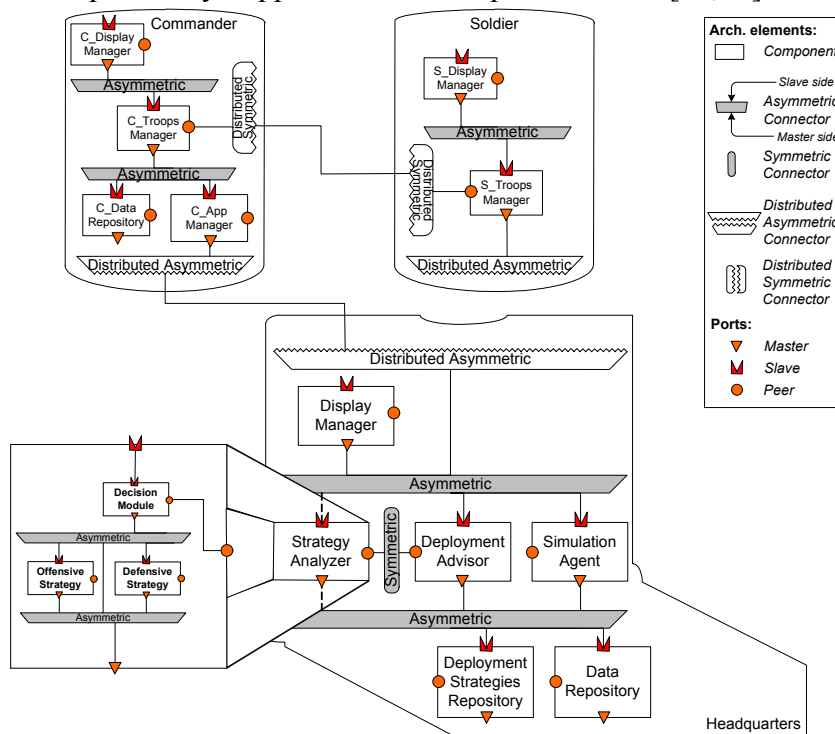 Commander
C_Display
Manager
Asymmetric
C_Troops
Manager
Distributed
Symmetric
Asymmetric
C_Data
Repository
C_App
Manager
Distributed Asymmetric
Soldier
S_Display
Manager
Asymmetric
Distributed
Symmetric
S_Troops
Manager
Distributed Asymmetric
Arch. elements:
Component
Slave side
Asymmetric
Connector
Master side
Symmetric
Connector
Distributed
Asymmetric
Connector
Distributed
Symmetric
Connector
Ports:
Master
Slave
Peer
Distributed Asymmetric
Display
Manager
Asymmetric
Strategy
Analyzer
Symmetric
Deployment
Advisor
Simulation
Agent
Asymmetric
Deployment
Strategies
Repository
Data
Repository
Headquarters
Decision
Module
Asymmetric
Offensive
Strategy
Defensive
Strategy
Asymmetric